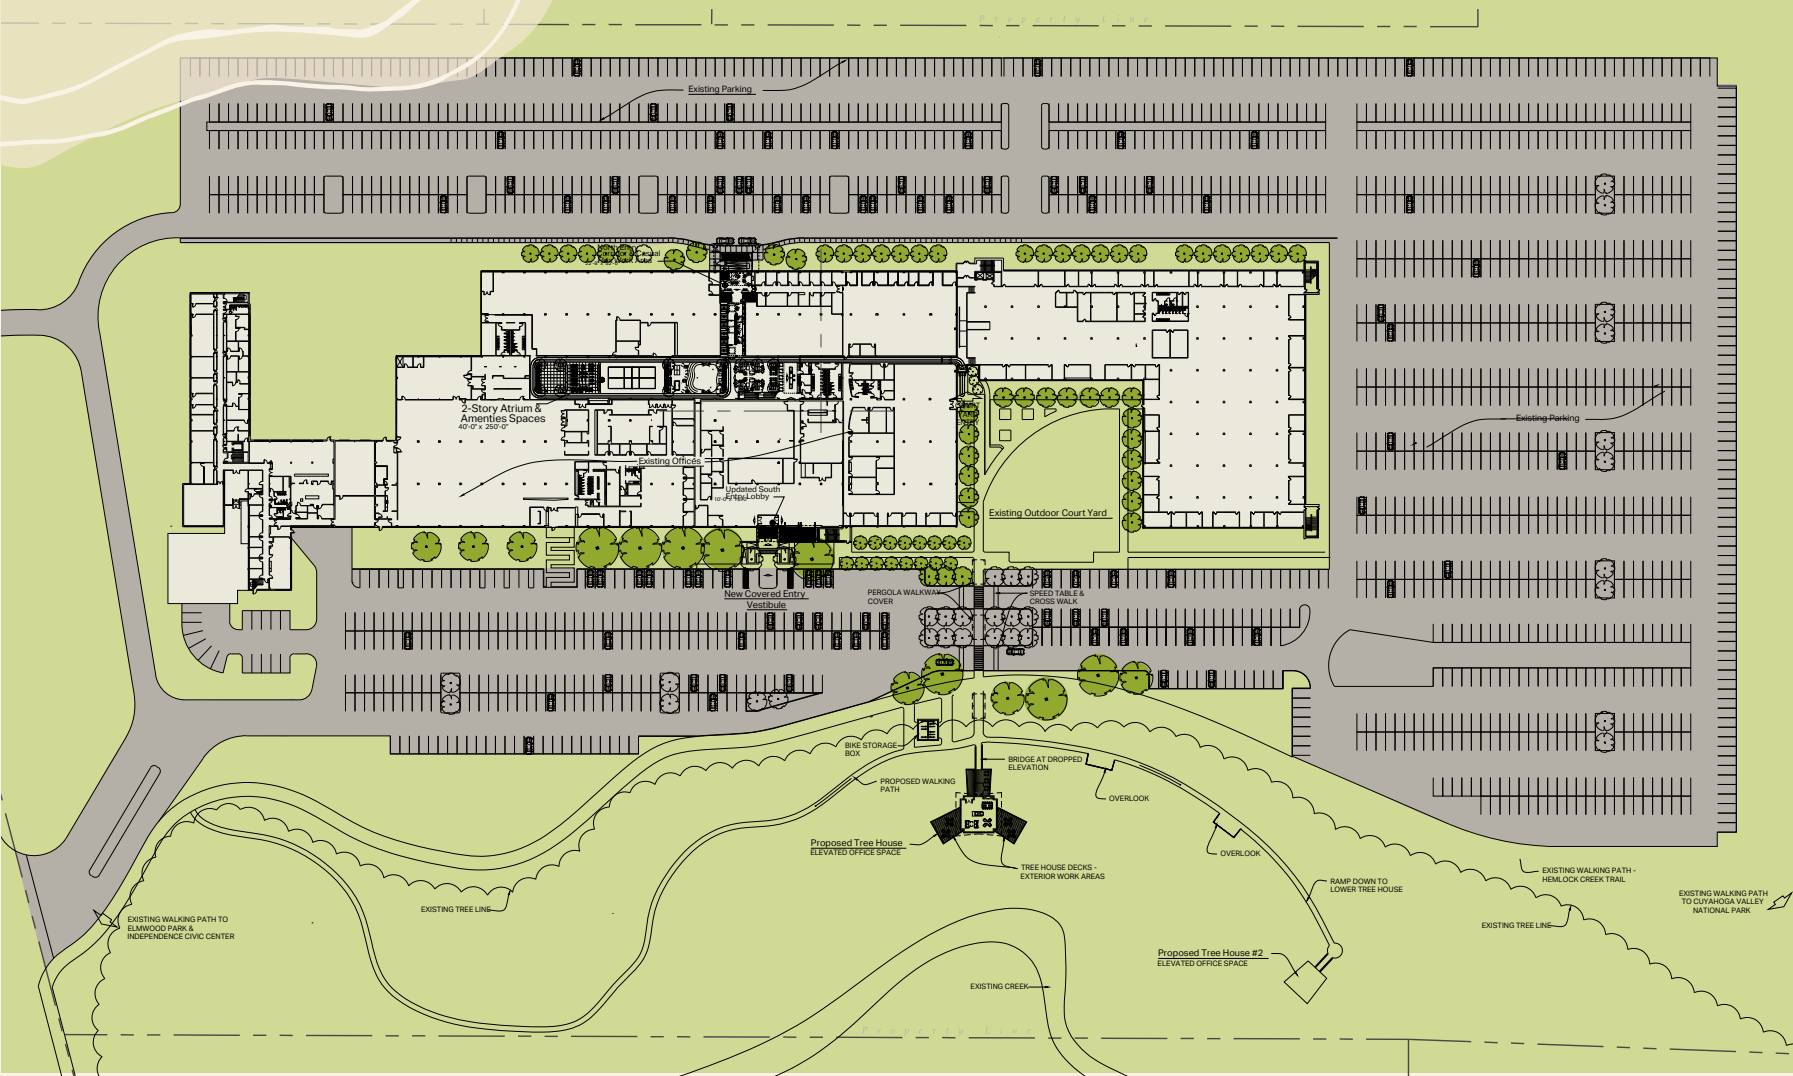 Property Line
Existing Parking
2-Story Atrium &
Amenties Spaces
40'-0" x 250'-0"
Existing Parking
Existing Offices
Updated South
Entry Lobby
Existing Outdoor Court Yard
New Covered Entry
Vestibule
PERGOLA WALKWAY
COVER
SPEED TABLE &
CROSS WALK
BIKE STORAGE
BOX
BRIDGE AT DROPPED
ELEVATION
PROPOSED WALKING
PATH
OVERLOOK
Proposed Tree House
ELEVATED OFFICE SPACE
OVERLOOK
TREE HOUSE DECKS -
EXTERIOR WORK AREAS
EXISTING WALKING PATH -
HEMLOCK CREEK TRAIL
RAMP DOWN TO
LOWER TREE HOUSE
EXISTING WALKING PATH
TO CUYAHOGA VALLEY
NATIONAL PARK
EXISTING TREE LINE
EXISTING WALKING PATH TO
ELMWOOD PARK &
INDEPENDENCE CIVIC CENTER
EXISTING TREE LINE
Proposed Tree House #2
ELEVATED OFFICE SPACE
EXISTING CREEK
Property Line